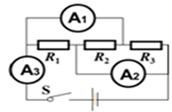 A₁
R₁ R₂ R₃
A₃ A₂
S